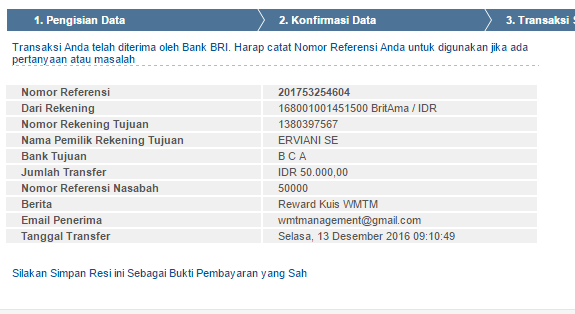 1. Pengisian Data 2. Konfirmasi Data 3. Transaksi
Transaksi Anda telah diterima oleh Bank BRI. Harap catat Nomor Referensi Anda untuk digunakan jika ada
pertanyaan atau masalah
Nomor Referensi 201753254604
Dari Rekening 168001001451500 BritAma / IDR
Nomor Rekening Tujuan 1380397567
Nama Pemilik Rekening Tujuan ERVIANI SE
Bank Tujuan B C A
Jumlah Transfer IDR 50.000,00
Nomor Referensi Nasabah 50000
Berita Reward Kuis WMTM
Email Penerima wmtmanagement@gmail.com
Tanggal Transfer Selasa, 13 Desember 2016 09:10:49
Silakan Simpan Resi ini Sebagai Bukti Pembayaran yang Sah